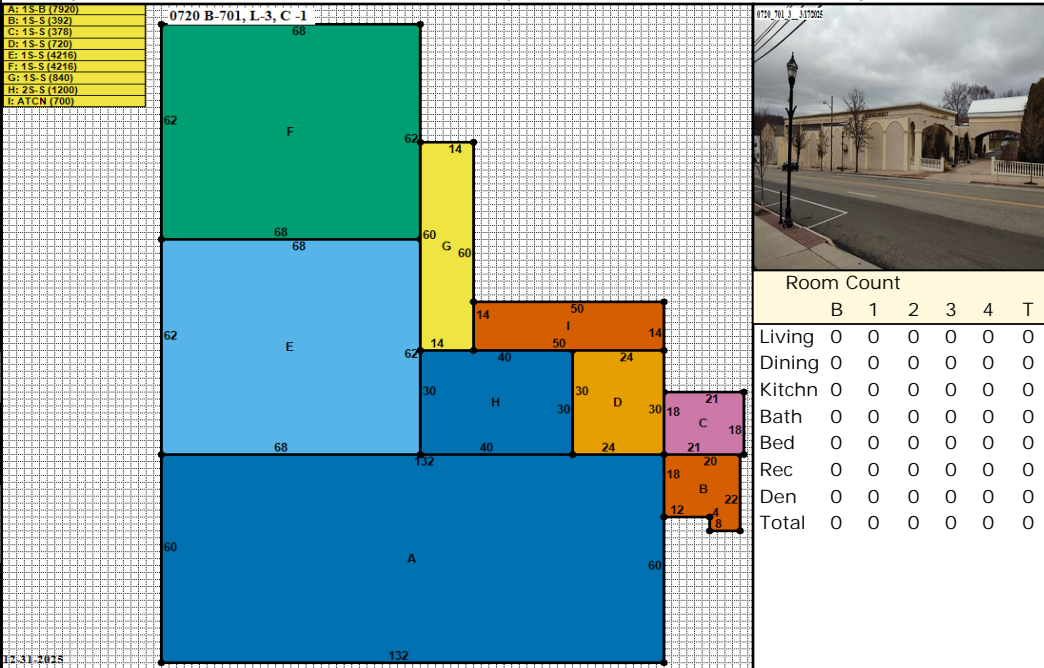 A: 1S-B (7920)
B: 1S-S (392)
C: 1S-S (378)
D: 1S-S (720)
E: 1S-S (4216)
F: 1S-S (4216)
G: 1S-S (840)
H: 2S-S (1200)
I: ATCN (700)
0720 B-701, L-3, C -1
68
62
F
62
14
68
68
60
G
60
50
14
I
14
62
E
62
14
50
40
24
30
H
30
30
D
30
21
18
C
18
21
68
40
24
132
20
18
B
22
12
4
8
60
A
60
132
12-31-2025
0720_701_3__3/17/2025
Room Count
B 1 2 3 4 T
Living 0 0 0 0 0 0
Dining 0 0 0 0 0 0
Kitchn 0 0 0 0 0 0
Bath 0 0 0 0 0 0
Bed 0 0 0 0 0 0
Rec 0 0 0 0 0 0
Den 0 0 0 0 0 0
Total 0 0 0 0 0 0